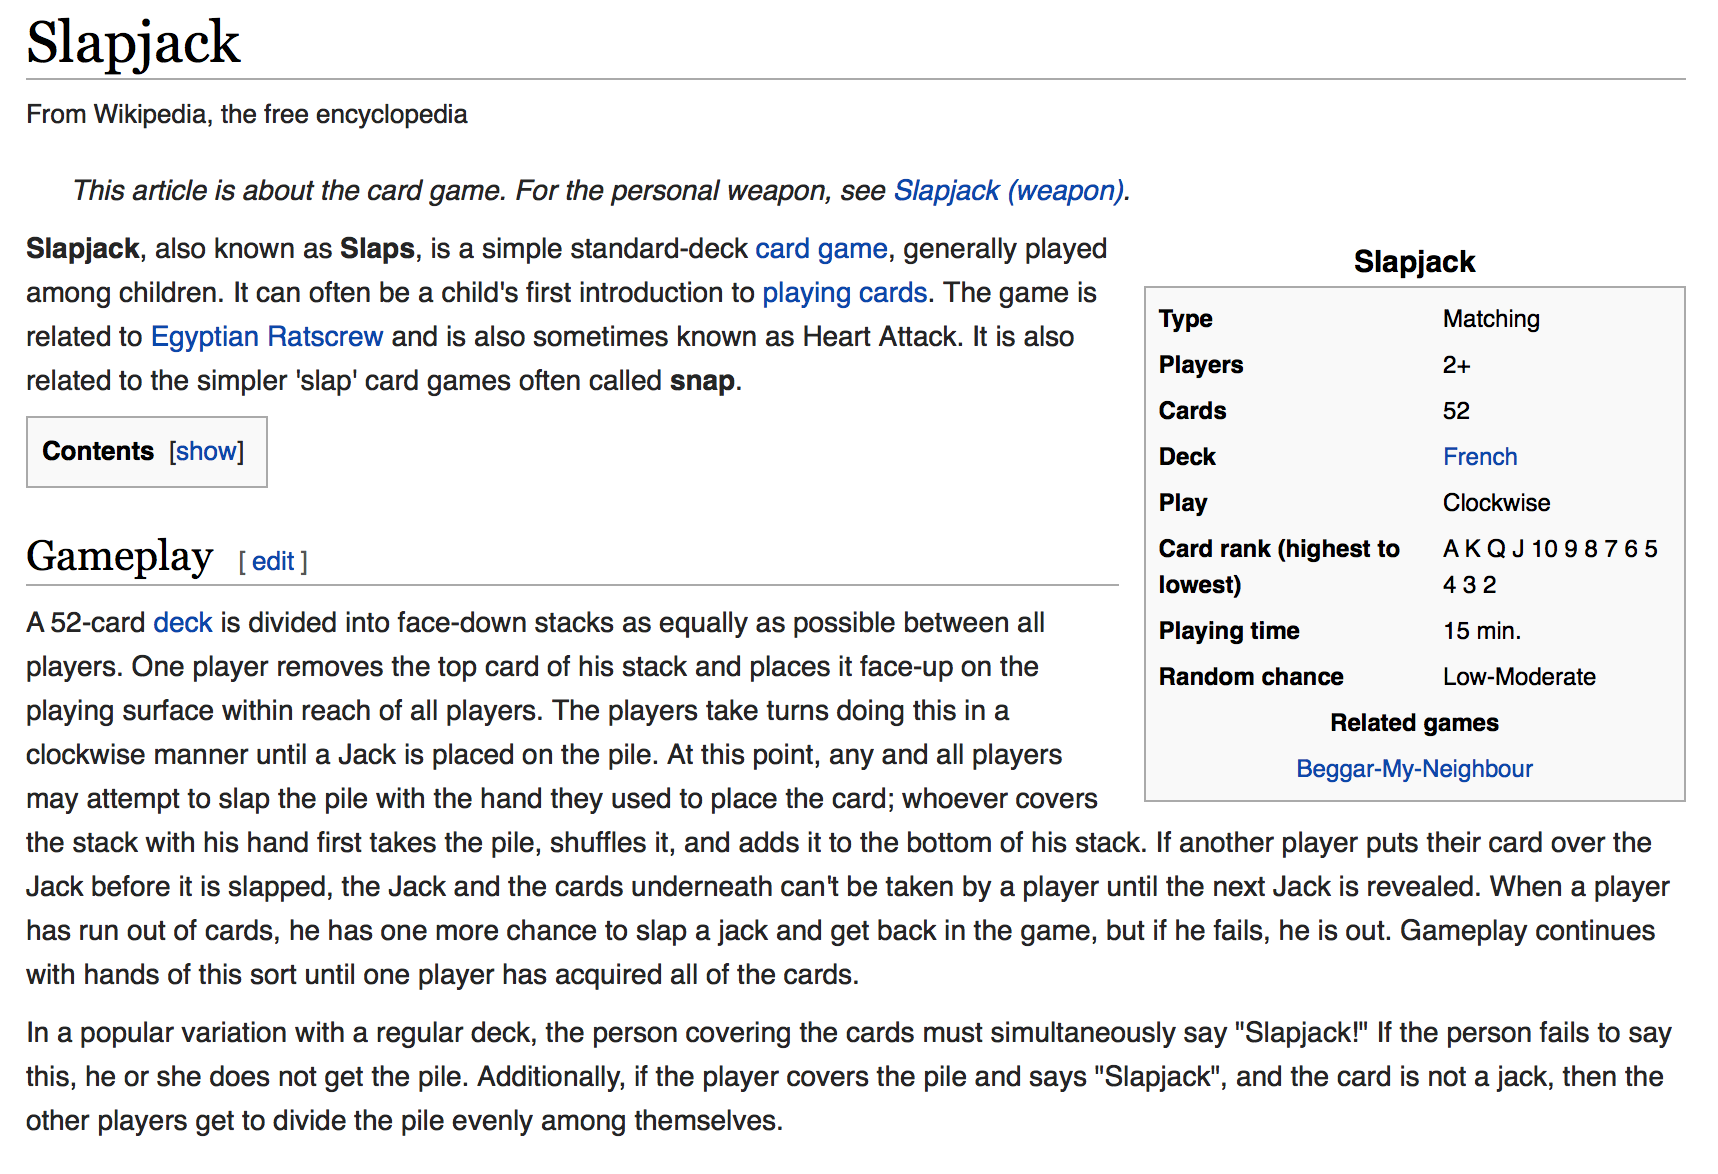 Slapjack
From Wikipedia, the free encyclopedia
This article is about the card game. For the personal weapon, see Slapjack (weapon).
Slapjack, also known as Slaps, is a simple standard-deck card game, generally played
among children. It can often be a child's first introduction to playing cards. The game is
related to Egyptian Ratscrew and is also sometimes known as Heart Attack. It is also
related to the simpler 'slap' card games often called snap.
Contents [show]
Slapjack
Type Matching
Players 2+
Cards 52
Deck French
Play Clockwise
Card rank (highest to A K Q J 10 9 8 7 6 5
lowest) 4 3 2
Playing time 15 min.
Random chance Low-Moderate
Related games
Beggar-My-Neighbour
Gameplay [ edit ]
A 52-card deck is divided into face-down stacks as equally as possible between all
players. One player removes the top card of his stack and places it face-up on the
playing surface within reach of all players. The players take turns doing this in a
clockwise manner until a Jack is placed on the pile. At this point, any and all players
may attempt to slap the pile with the hand they used to place the card; whoever covers
the stack with his hand first takes the pile, shuffles it, and adds it to the bottom of his stack. If another player puts their card over the
Jack before it is slapped, the Jack and the cards underneath can't be taken by a player until the next Jack is revealed. When a player
has run out of cards, he has one more chance to slap a jack and get back in the game, but if he fails, he is out. Gameplay continues
with hands of this sort until one player has acquired all of the cards.
In a popular variation with a regular deck, the person covering the cards must simultaneously say "Slapjack!" If the person fails to say
this, he or she does not get the pile. Additionally, if the player covers the pile and says "Slapjack", and the card is not a jack, then the
other players get to divide the pile evenly among themselves.